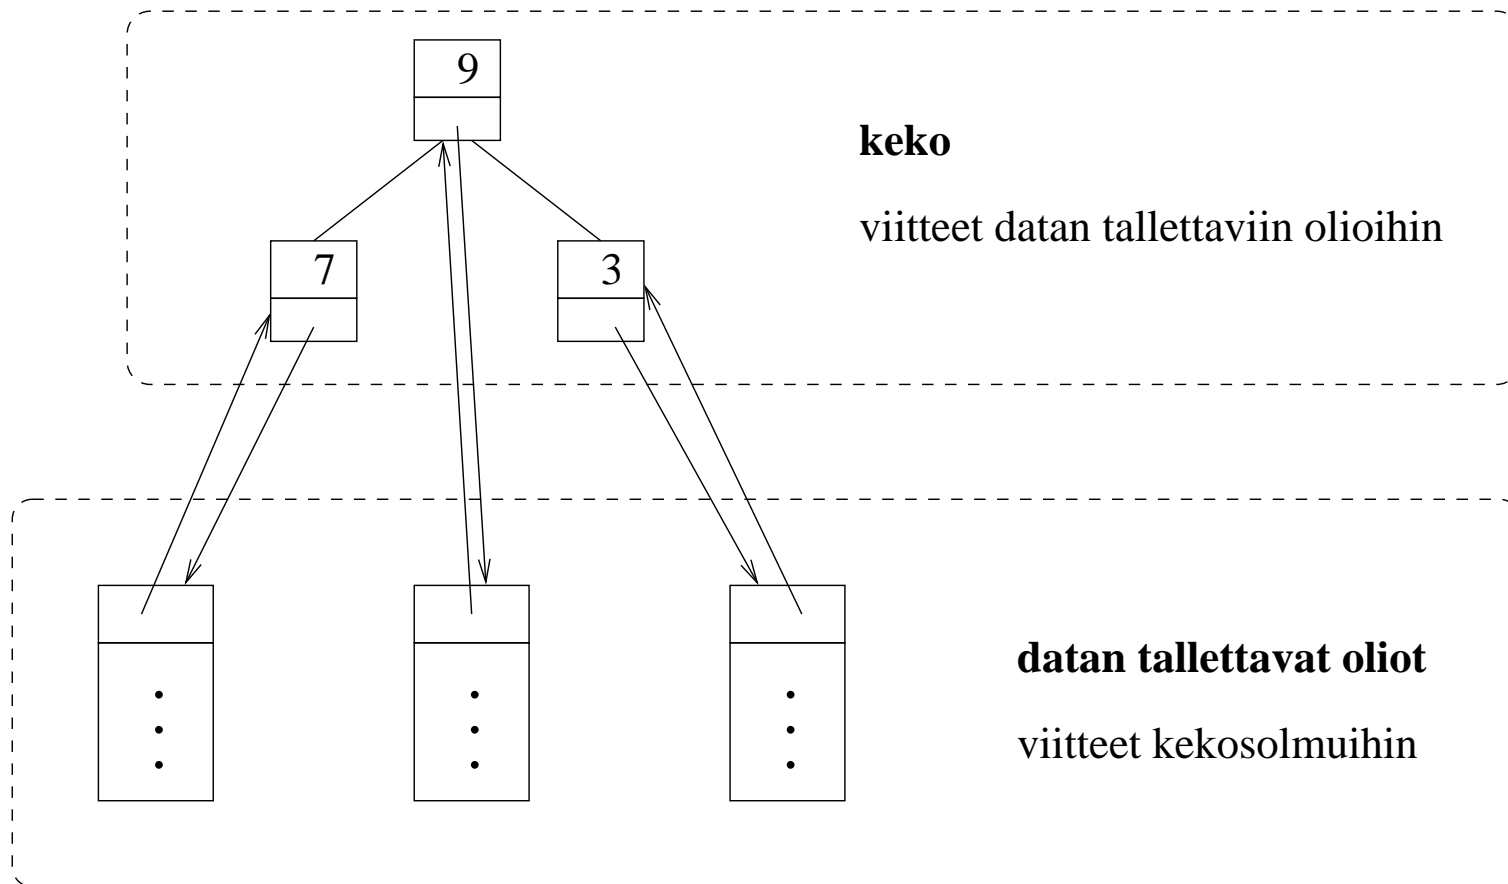 9
keko
viitteet datan tallettaviin olioihin
7
3
datan tallettavat oliot
viitteet kekosolmuihin